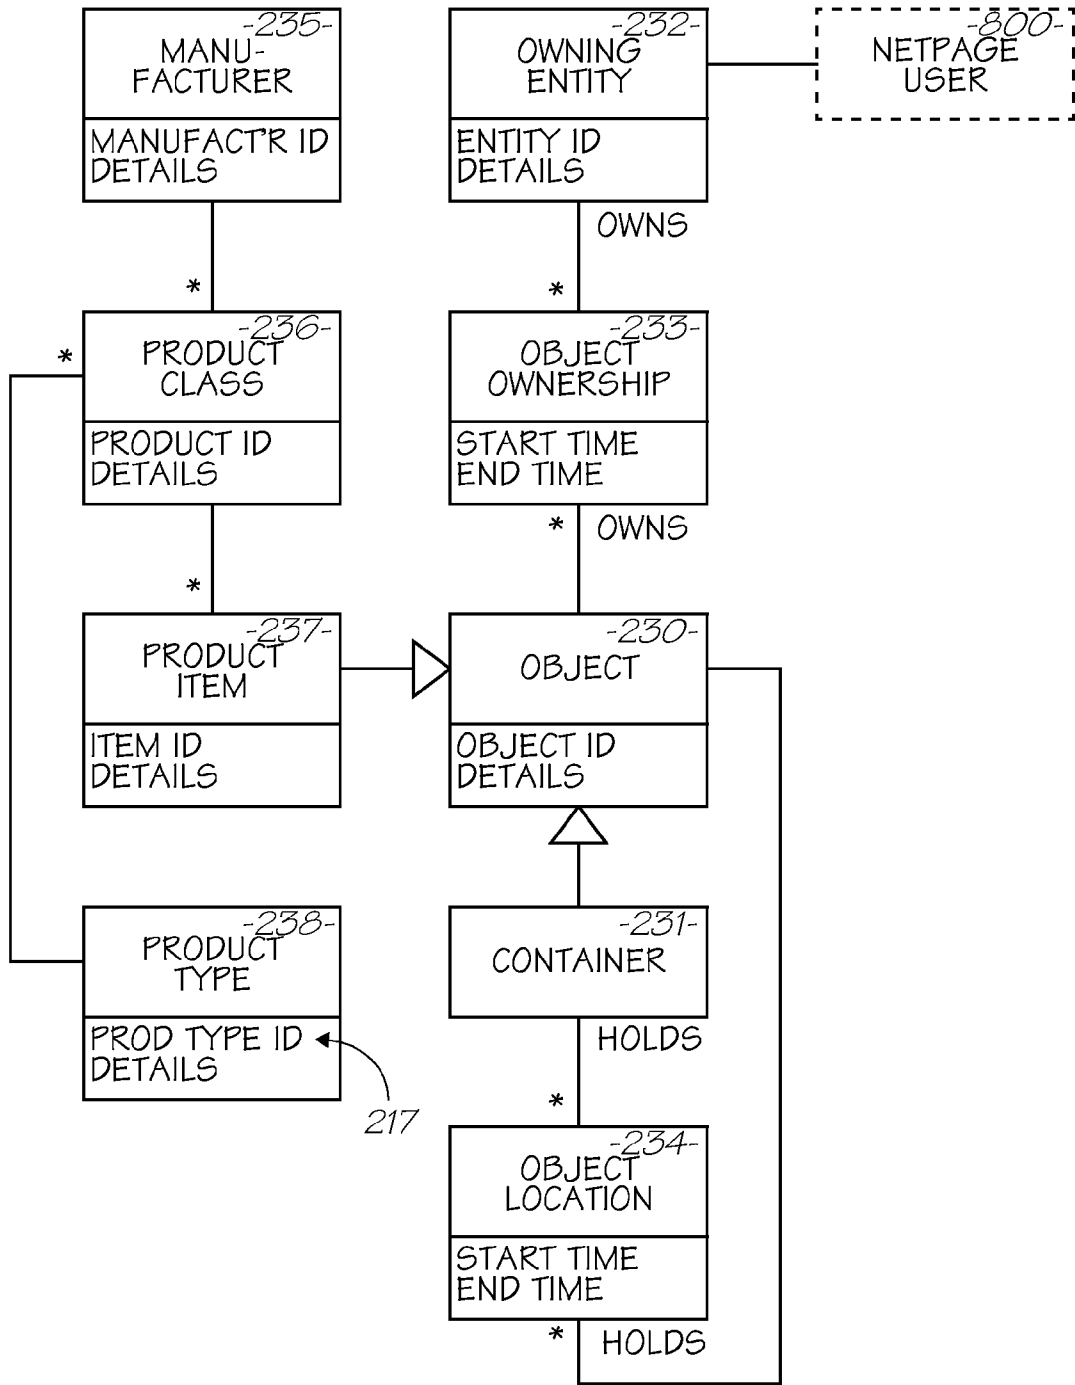 -235-
MANU-
FACTURER
MANUFACT'R ID
DETAILS
-232-
OWNING
ENTITY
ENTITY ID
DETAILS
-800-
NETPAGE
USER
OWNS
*
*
-236-
PRODUCT
CLASS
PRODUCT ID
DETAILS
*
-233-
OBJECT
OWNERSHIP
START TIME
END TIME
* OWNS
*
-237-
PRODUCT
ITEM
ITEM ID
DETAILS
-230-
OBJECT
OBJECT ID
DETAILS
-238-
PRODUCT
TYPE
PROD TYPE ID
DETAILS
217
-231-
CONTAINER
HOLDS
*
-234-
OBJECT
LOCATION
START TIME
END TIME
* HOLDS